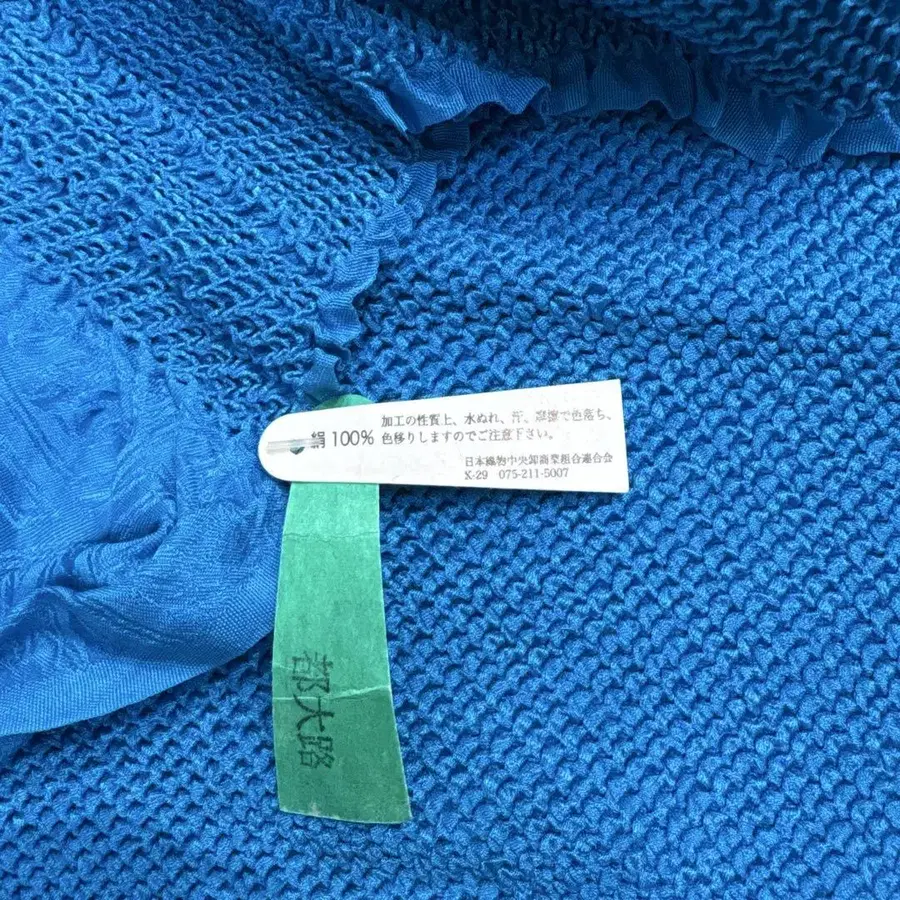 絹 100%
加工の性質上、水ぬれ、汗、摩擦で色落ち、
色移りしますのでご注意下さい。
日本織物中央卸商業組合連合会
K-29 075-211-5007
都大路